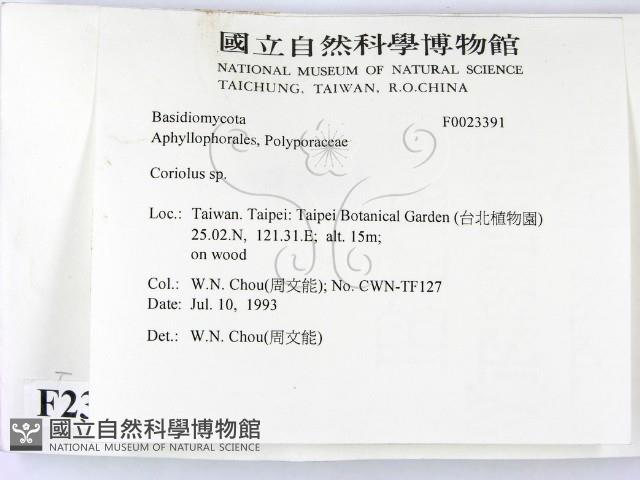 國立自然科學博物館
NATIONAL MUSEUM OF NATURAL SCIENCE
TAICHUNG, TAIWAN, R.O.CHINA
Basidiomycota F0023391
Aphyllophorales, Polyporaceae
Coriolus sp.
Loc.: Taiwan. Taipei: Taipei Botanical Garden (台北植物園)
25.02.N, 121.31.E; alt. 15m;
on wood
Col.: W.N. Chou(周文能); No. CWN-TF127
Date: Jul. 10, 1993
Det.: W.N. Chou(周文能)
F23
國立自然科學博物館
NATIONAL MUSEUM OF NATURAL SCIENCE